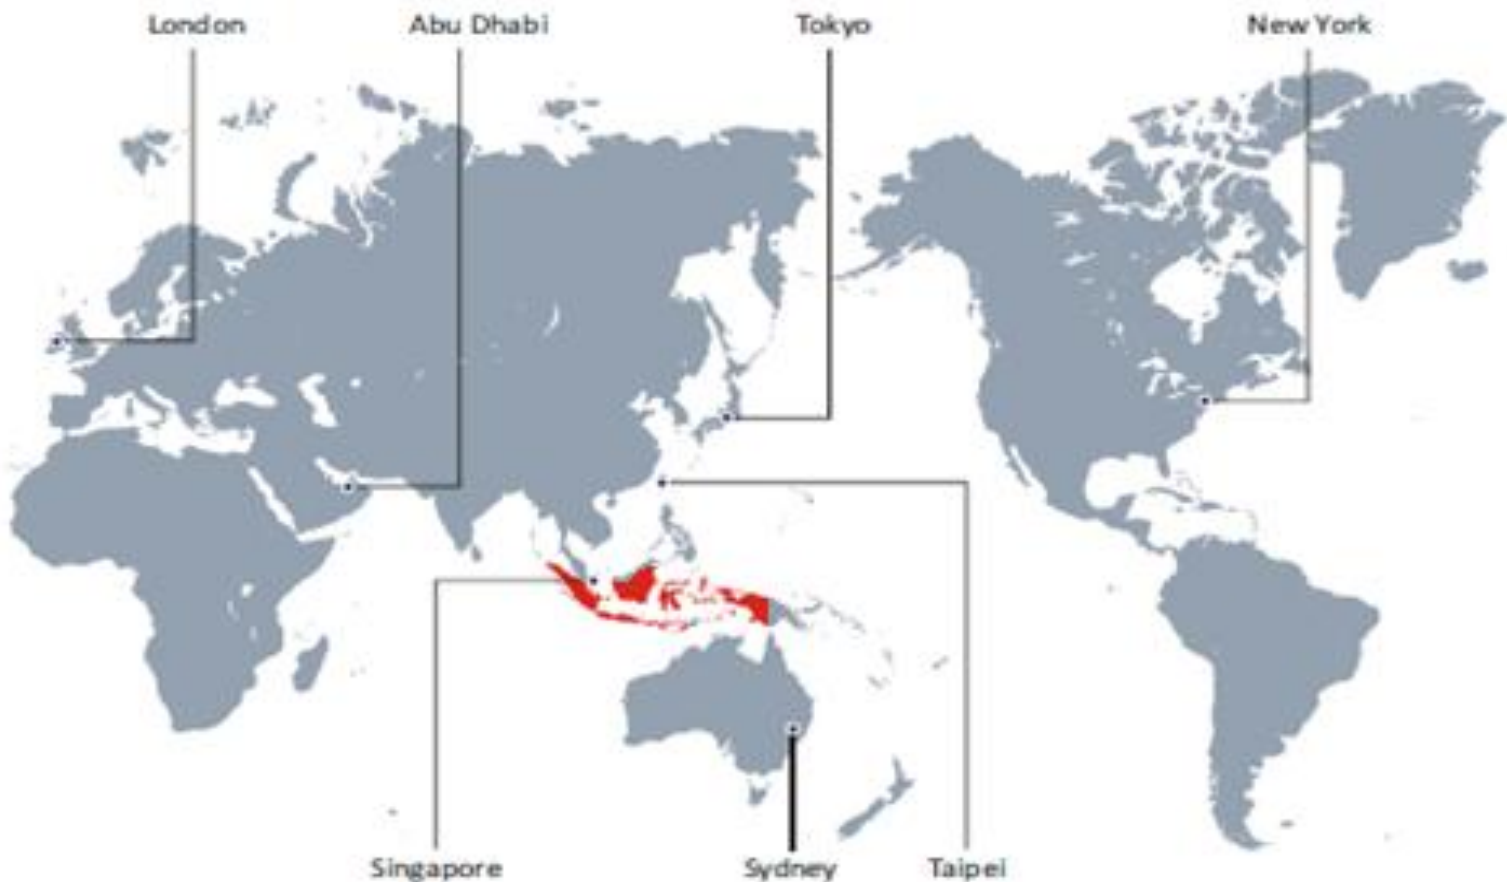 London
Abu Dhabi
Tokyo
New York
Singapore
Sydney
Taipei